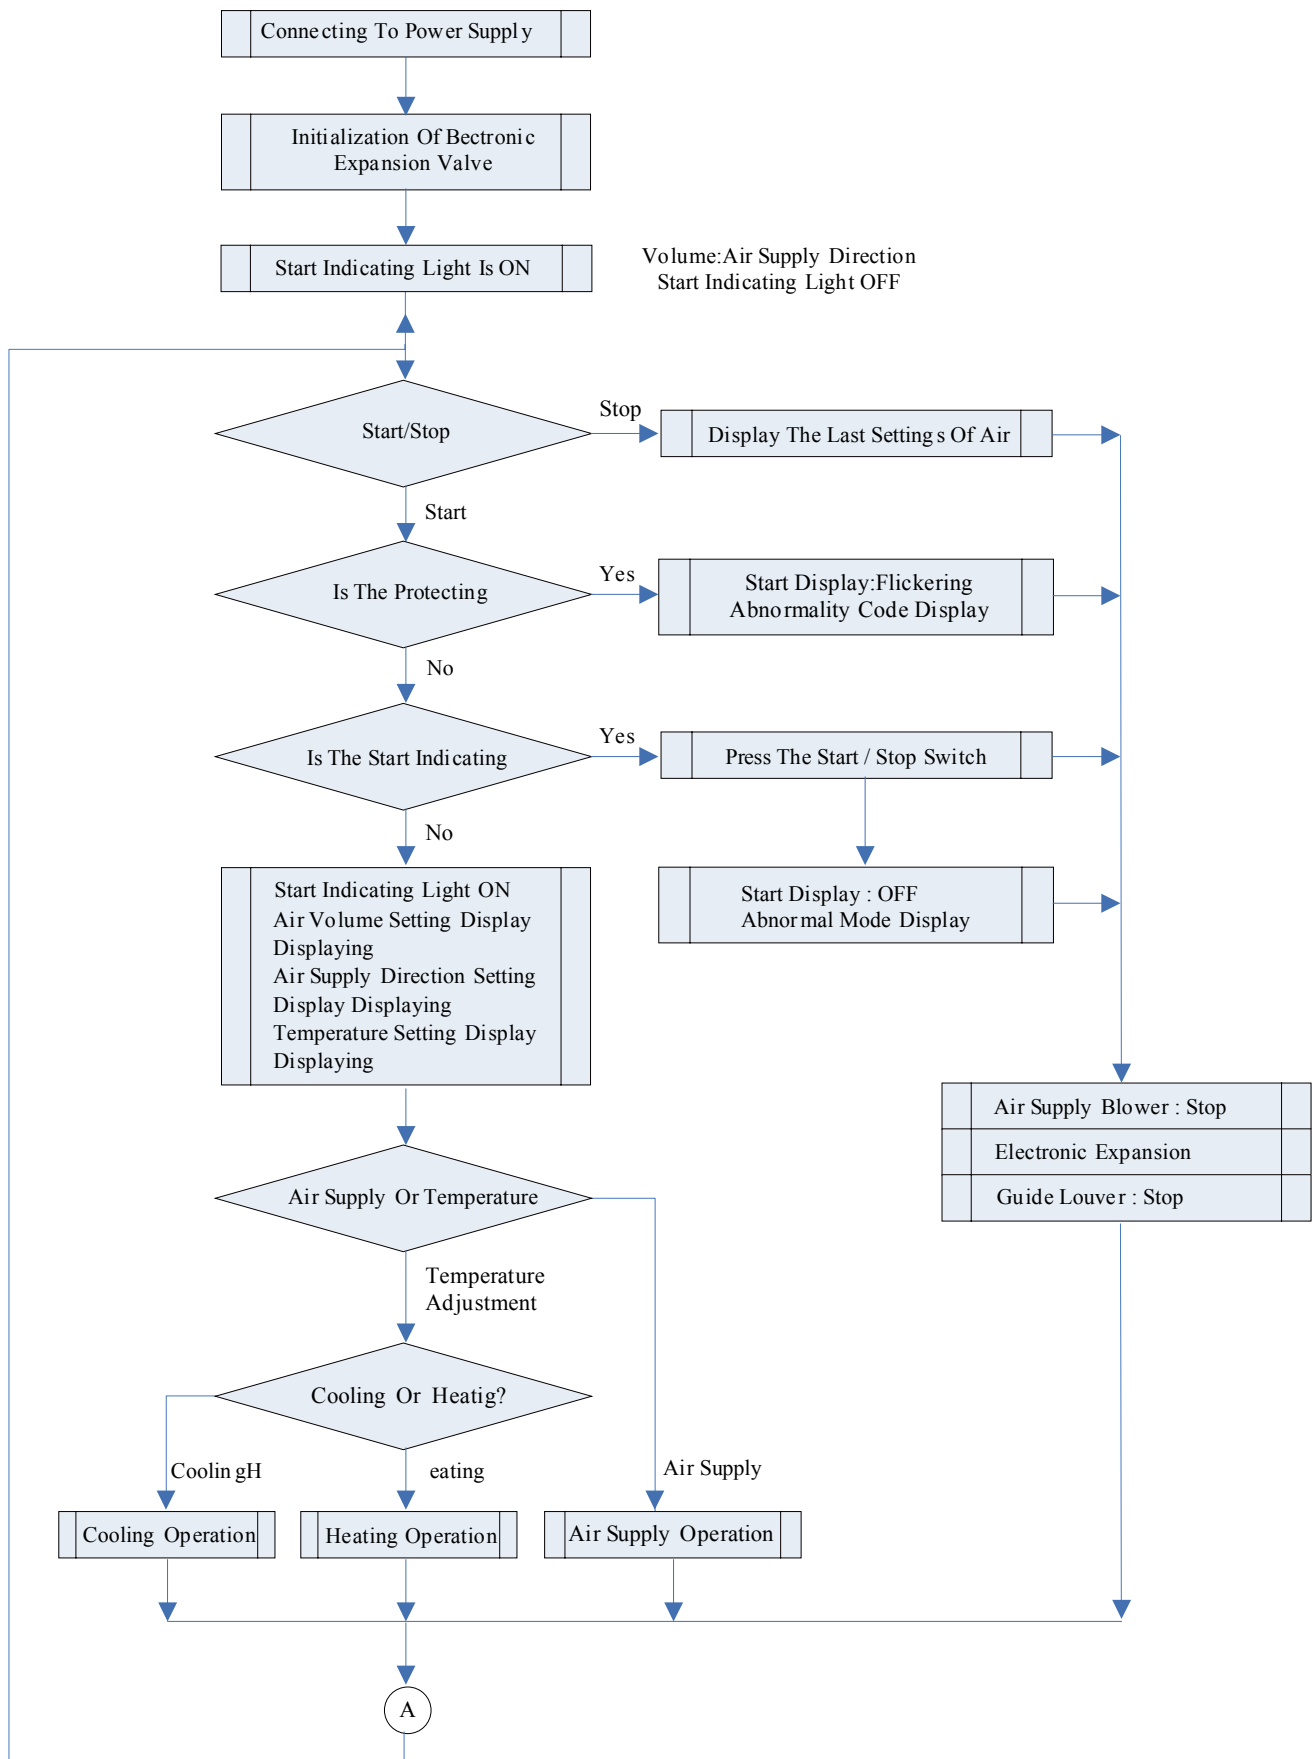 Connecting To Power Supply
Initialization Of Bectronic
Expansion Valve
Start Indicating Light Is ON
Volume:Air Supply Direction
Start Indicating Light OFF
Start/Stop
Stop
Display The Last Settings Of Air
Start
Is The Protecting
Yes
Start Display:Flickering
Abnormality Code Display
No
Is The Start Indicating
Yes
Press The Start / Stop Switch
No
Start Indicating Light ON
Air Volume Setting Display
Displaying
Air Supply Direction Setting
Display Displaying
Temperature Setting Display
Displaying
Start Display : OFF
Abnormal Mode Display
Air Supply Blower : Stop
Electronic Expansion
Guide Louver : Stop
Air Supply Or Temperature
Temperature
Adjustment
Cooling Or Heatig?
Coolin gH
eating
Air Supply
Cooling Operation
Heating Operation
Air Supply Operation
A